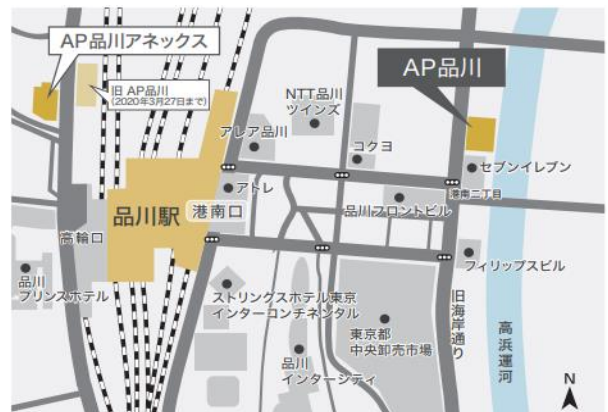 AP品川アネックス
旧 AP品川
(2020年3月27日まで)
NTT品川
ツインズ
AP品川
アレア品川
コクヨ
セブンイレブン
アトレ
港南二丁目
品川駅
港南口
品川フロントビル
高輪口
フィリップスビル
品川
プリンスホテル
ストリングスホテル東京
インターコンチネンタル
旧海岸通り
高浜運河
東京都
中央卸売市場
品川
インターシティ
N